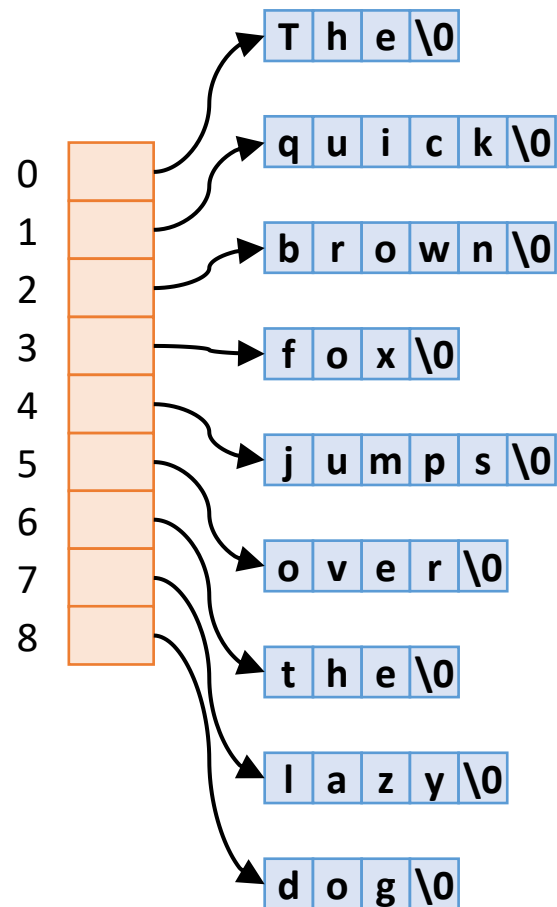 T h e \0
0 q u i c k \0
1
2 b r o w n \0
3 f o x \0
4
j u m p s \0
5
6 o v e r \0
7
8 t h e \0
l a z y \0
d o g \0